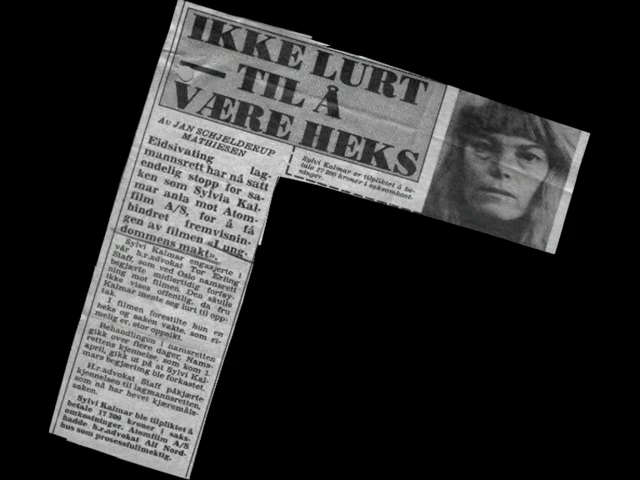 IKKE LURT
— TIL Å
VÆRE HEKS
Av JAN SCHJELDERUP
MATHIESEN
Sylvi Kalmar er tilpliktet å be-
tale 17 200 kroner i saksomkost-
ninger.
Eidsivating lag-
mannsrett har nå satt
endelig stopp for sa-
ken som Sylvia Kal-
mar anla mot Atom-
film A/S, for å få
hindret fremvisnin-
gen av filmen «Lung-
dommens makt».
Sylvi Kalmar engasjerte i
vår h.r.advokat Tor Erling
Staff, som ved Oslo namsrett
begjærte midlertidig forføy-
ning mot filmen. Den skulle
ikke vises offentlig, da fru
Kalmar mente seg lurt til opp-
tak.
I filmen forestilte hun en
heks og saken vakte, som ri-
melig er, stor oppsikt.
Behandlingen i namsretten
gikk over flere dager. Nams-
rettens kjennelse, som kom 1.
april, gikk ut på at Sylvi Kal-
mars begjæring ble forkastet.
H.r.advokat Staff påkjærte
kjennelsen til lagmannsretten,
som nå har hevet kjæremåls-
saken.
Sylvi Kalmar ble tilpliktet å
betale 17 200 kroner i saks-
omkostninger. Atomfilm A/S
hadde h.r.advokat Alf Nord-
hus som prosessfullmektig.